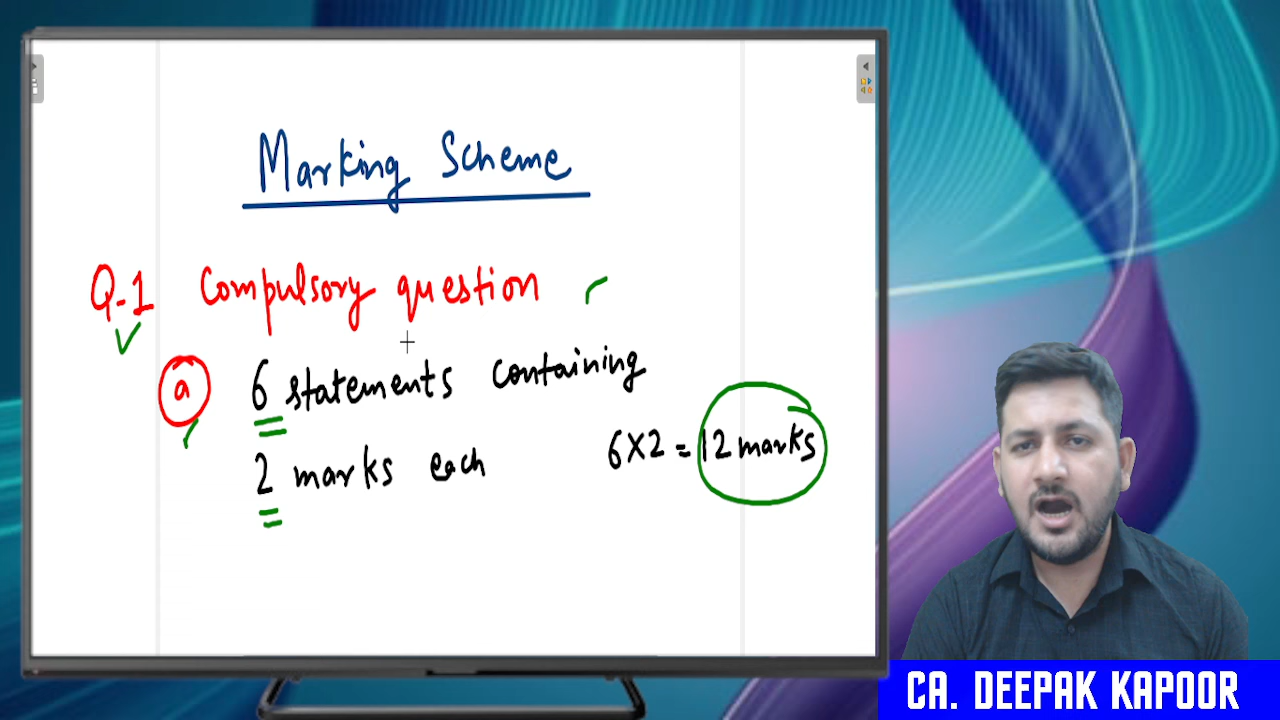 Marking Scheme
Q-1 Compulsory question
a 6 statements containing
2 marks each 6X2 = 12 marks
CA. DEEPAK KAPOOR